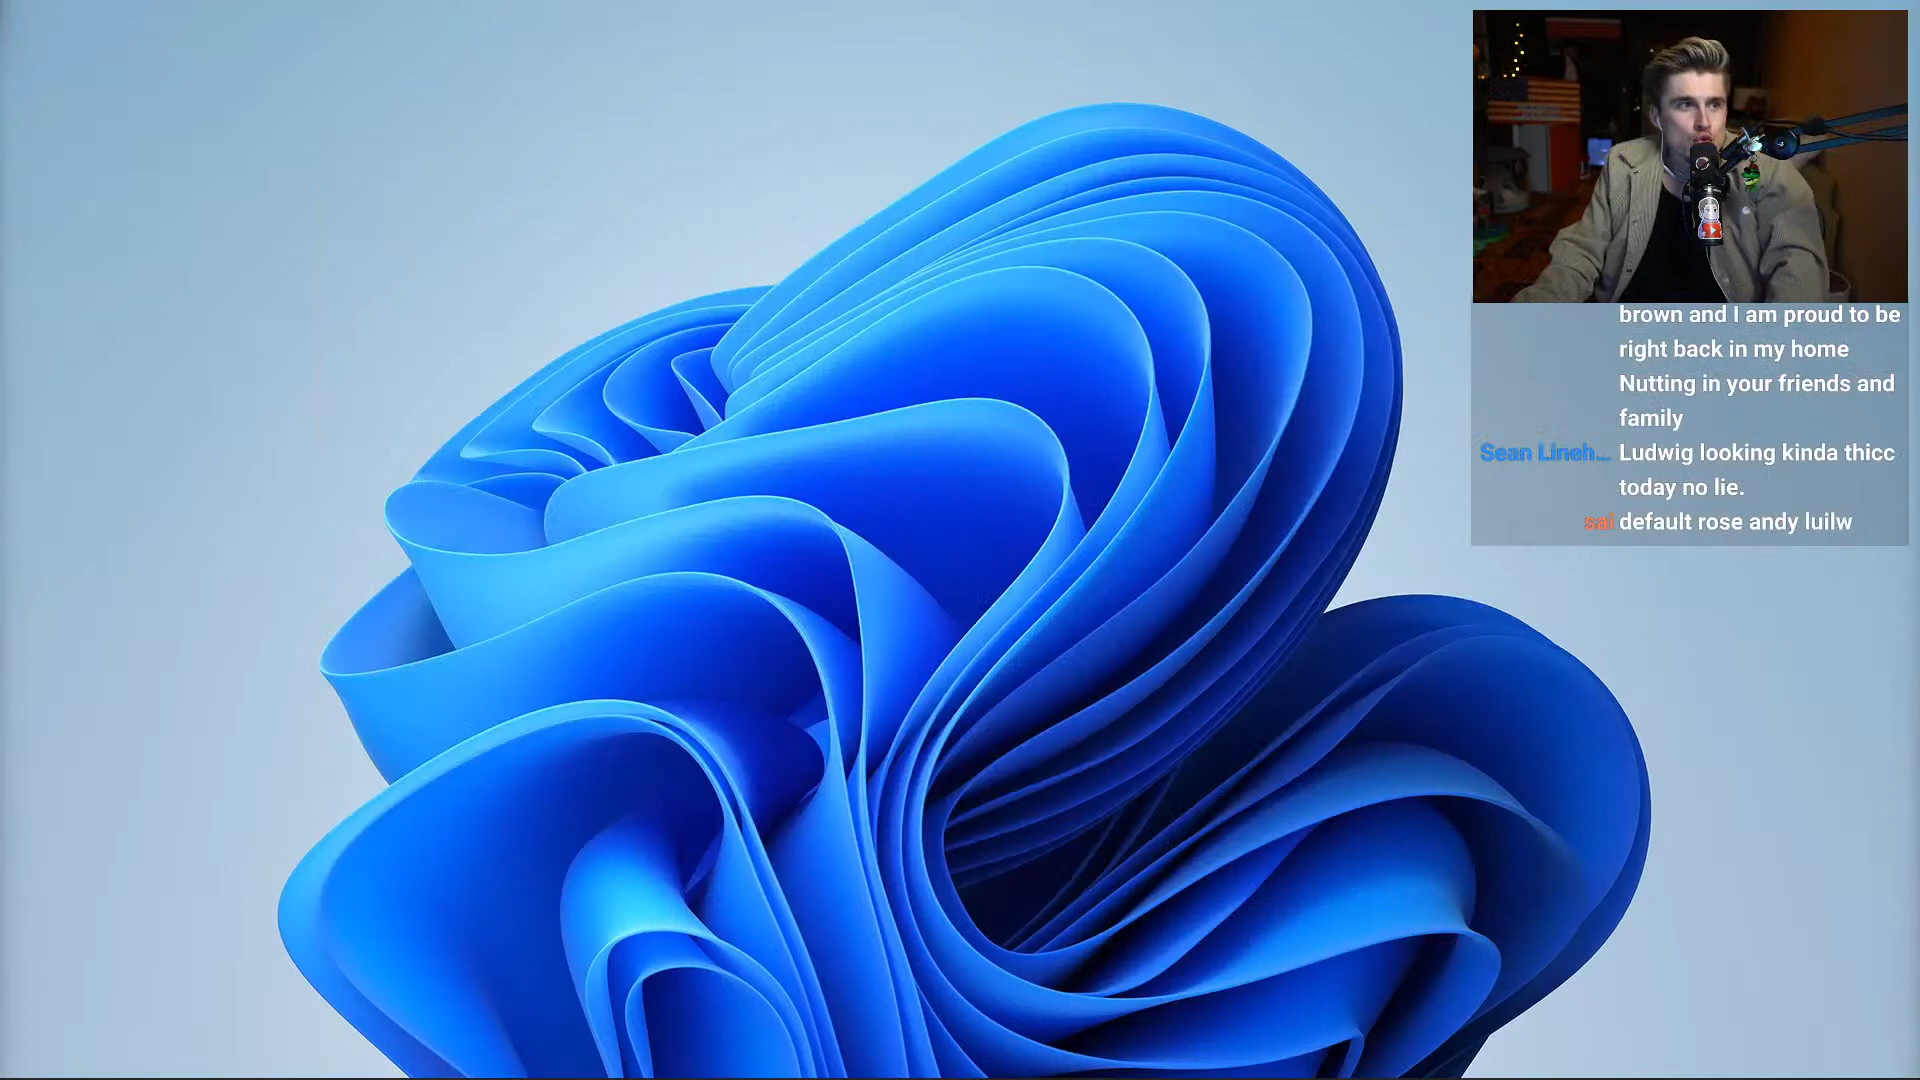 brown and I am proud to be
right back in my home
Nutting in your friends and
family
Sean Lineh... Ludwig looking kinda thicc
today no lie.
sai default rose andy luilw